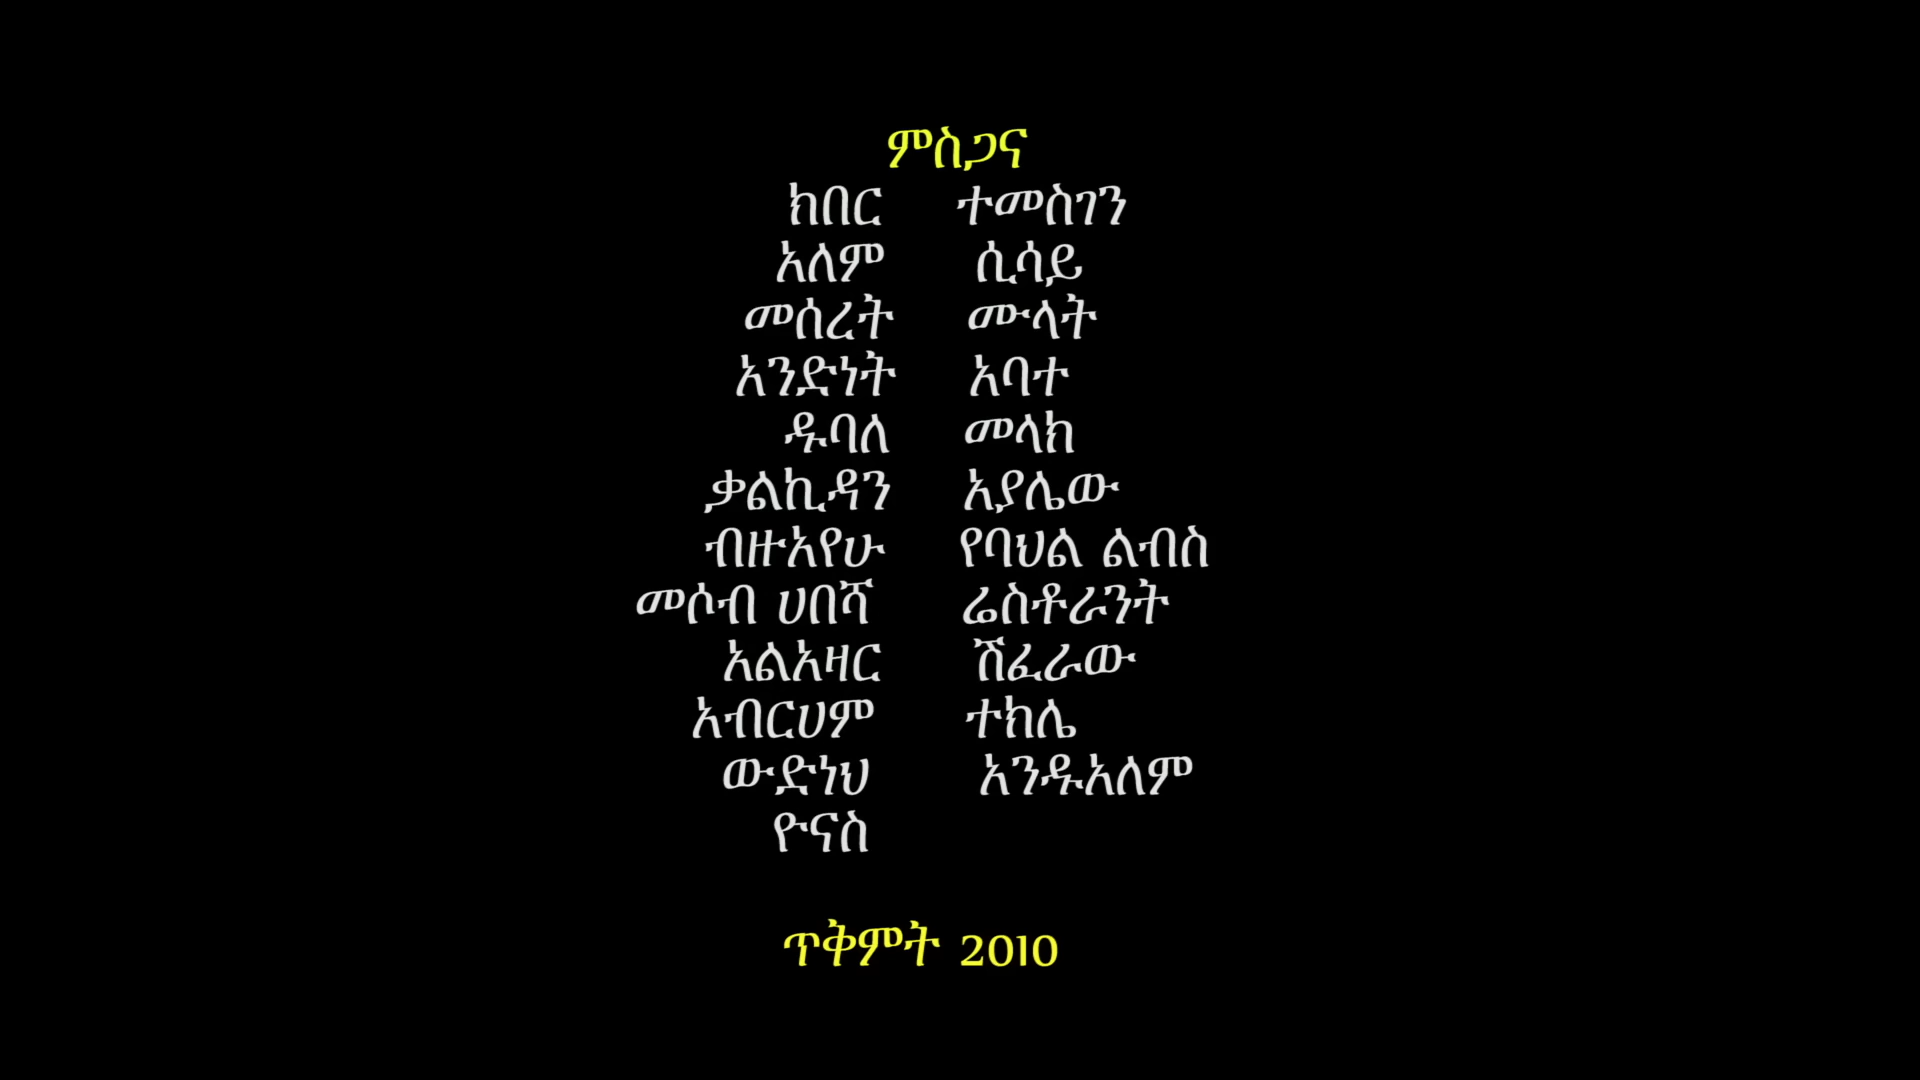 ምስጋና
ክበር ተመስገን
አለም ሲሳይ
መሰረት ሙላት
አንድነት አባተ
ዱባለ መላክ
ቃልኪዳን አያሌው
ብዙአየሁ የባህል ልብስ
መሶብ ሀበሻ ሬስቶራንት
አልአዛር ሽፈራው
አብርሀም ተክሌ
ውድነህ አንዱአለም
ዮናስ
ጥቅምት 2010